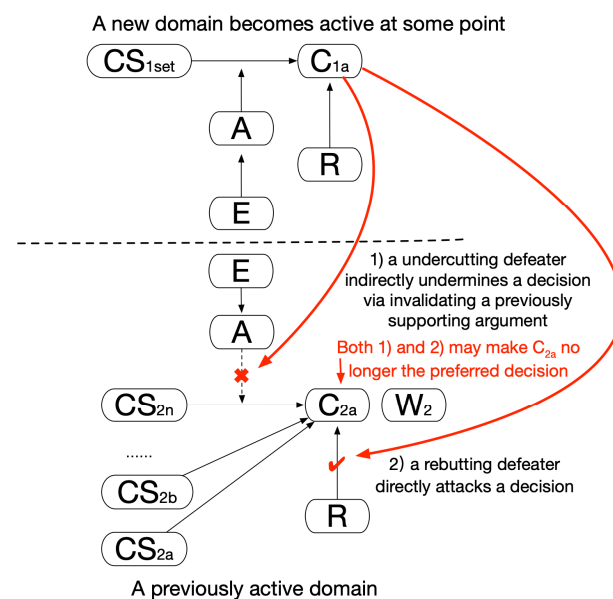 A new domain becomes active at some point
CS1set
C1a
A
R
E
E
1) a undercutting defeater
indirectly undermines a decision
via invalidating a previously
supporting argument
A
Both 1) and 2) may make C2a no
longer the preferred decision
CS2n
C2a
W2
......
CS2b
2) a rebutting defeater
directly attacks a decision
R
CS2a
A previously active domain